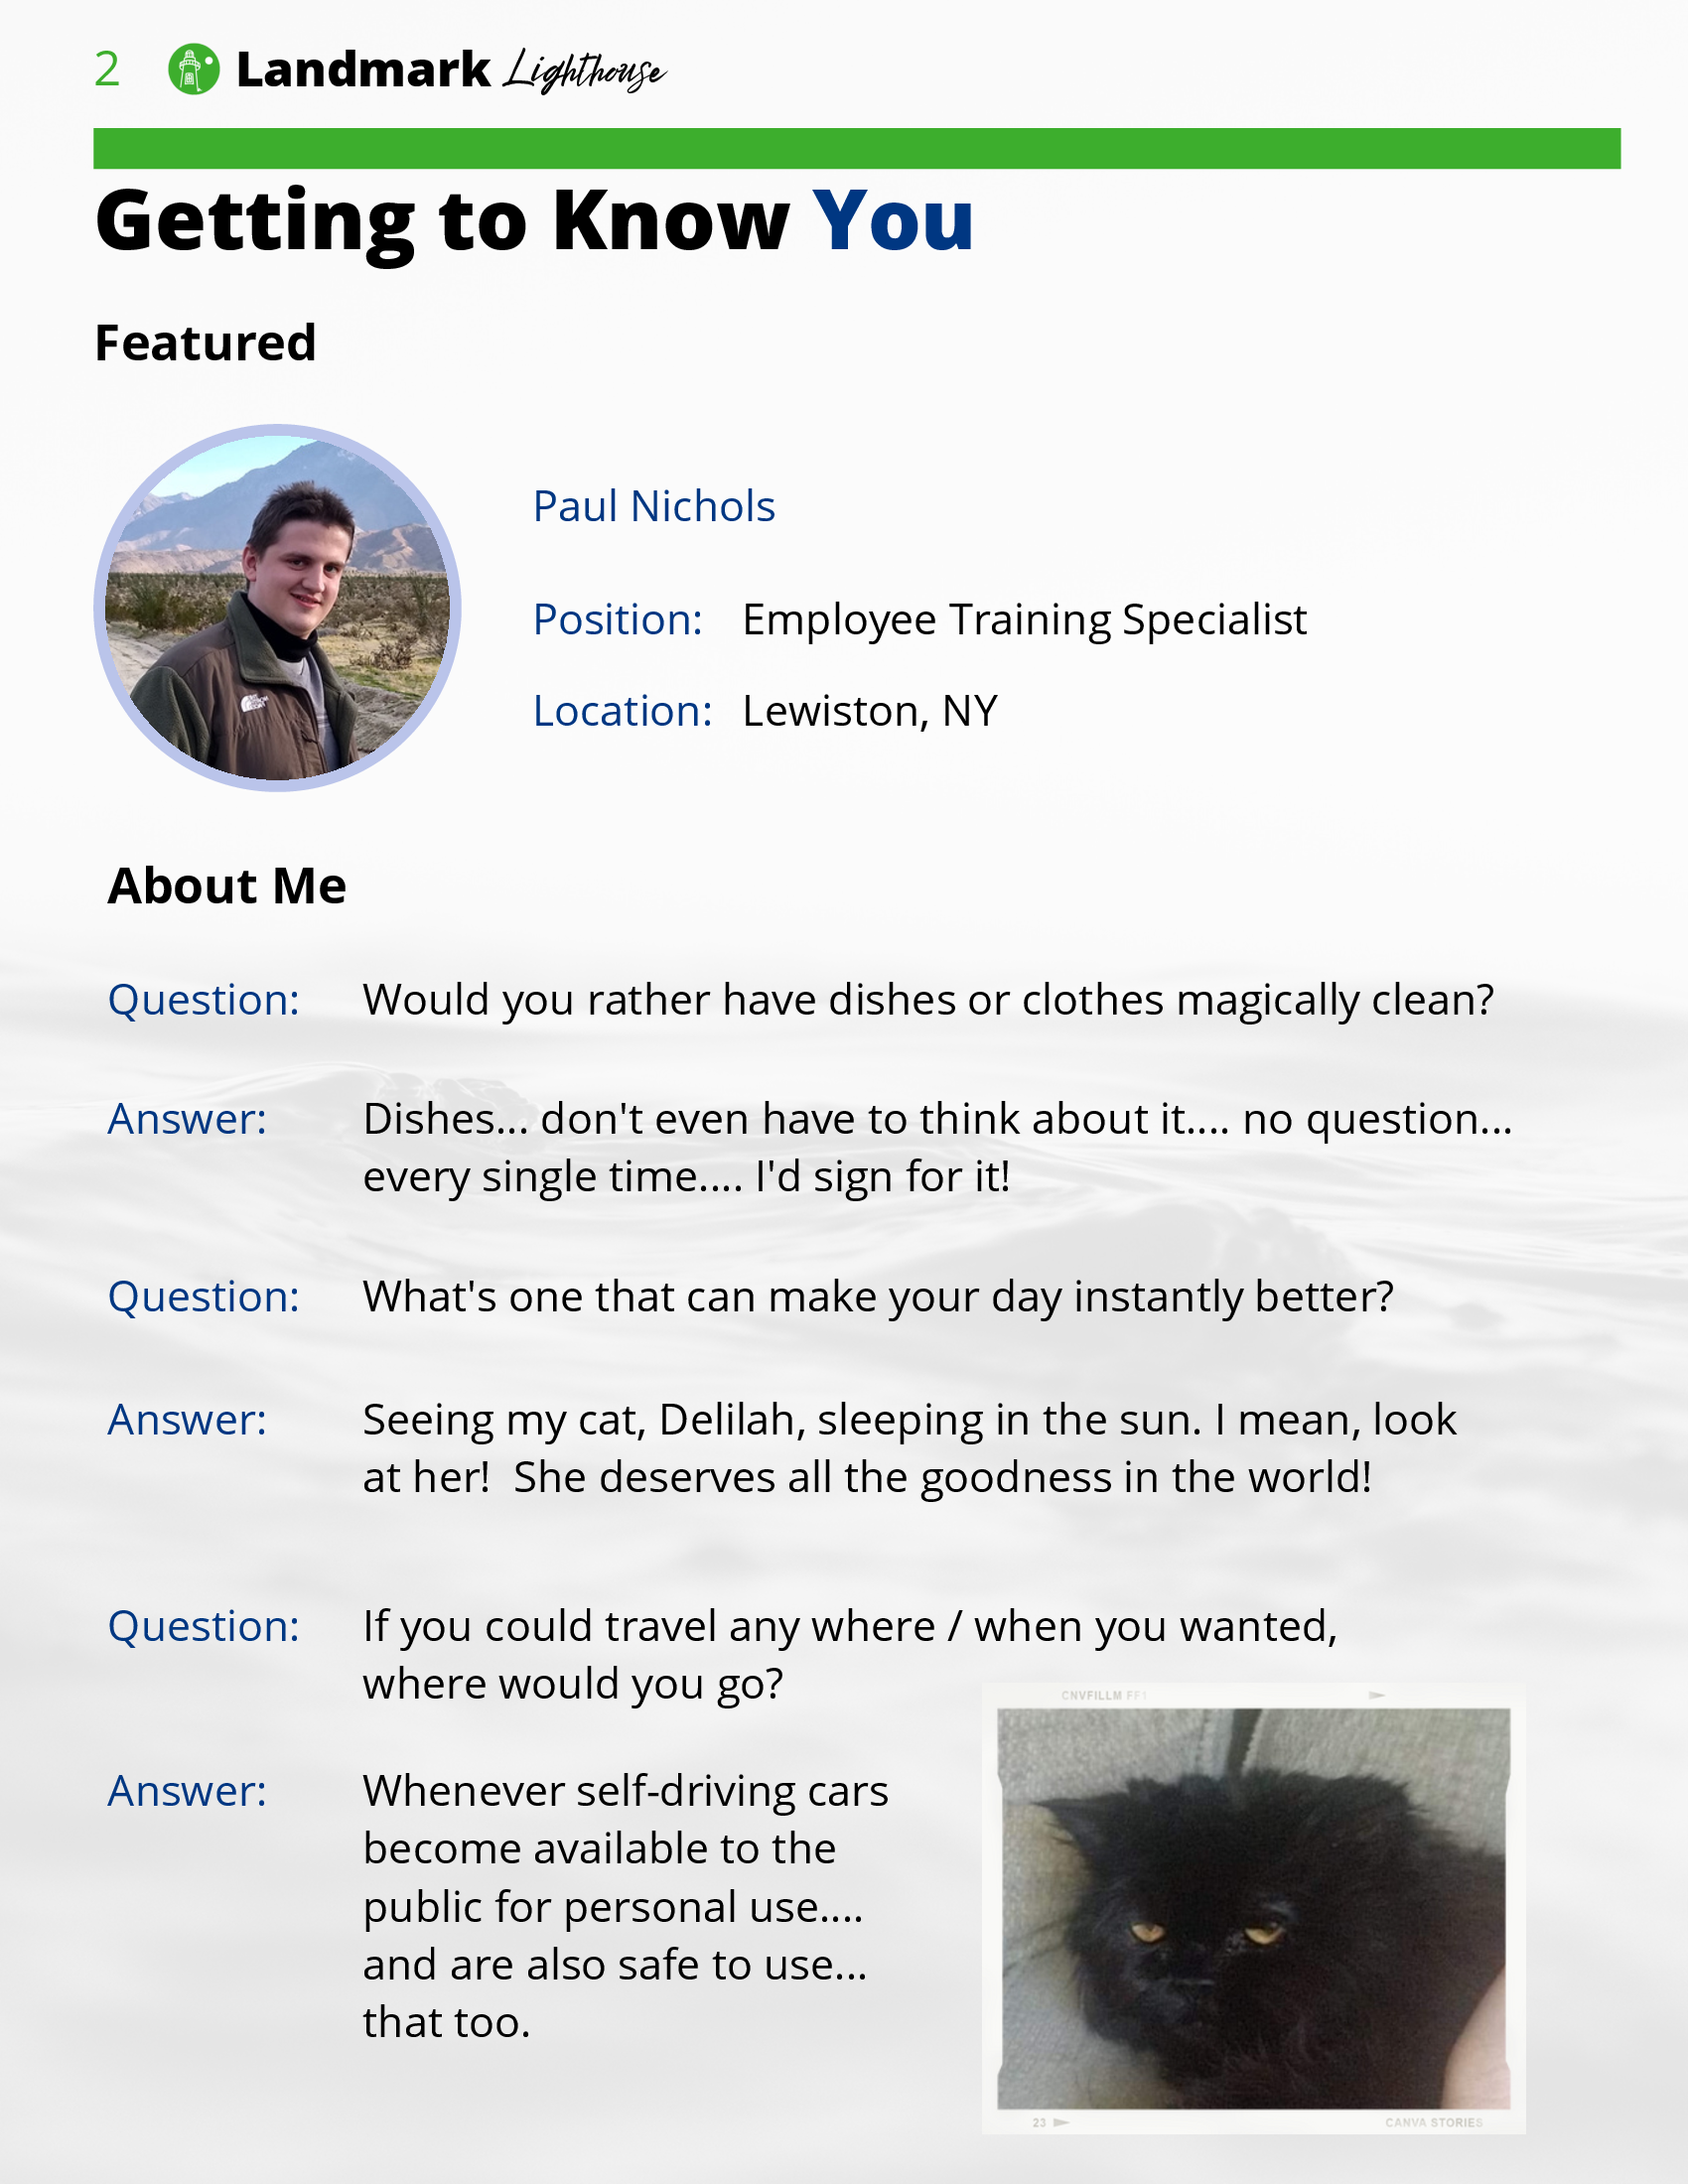 2 Landmark Lighthouse
Getting to Know You
Featured
Paul Nichols
Position: Employee Training Specialist
Location: Lewiston, NY
About Me
Question: Would you rather have dishes or clothes magically clean?
Answer: Dishes... don't even have to think about it.... no question...
every single time.... I'd sign for it!
Question: What's one that can make your day instantly better?
Answer: Seeing my cat, Delilah, sleeping in the sun. I mean, look
at her!  She deserves all the goodness in the world!
Question: If you could travel any where / when you wanted,
where would you go?
Answer: Whenever self-driving cars
become available to the
public for personal use....
and are also safe to use...
that too.
CNVFILLM FF1
23
CANVA STORIES